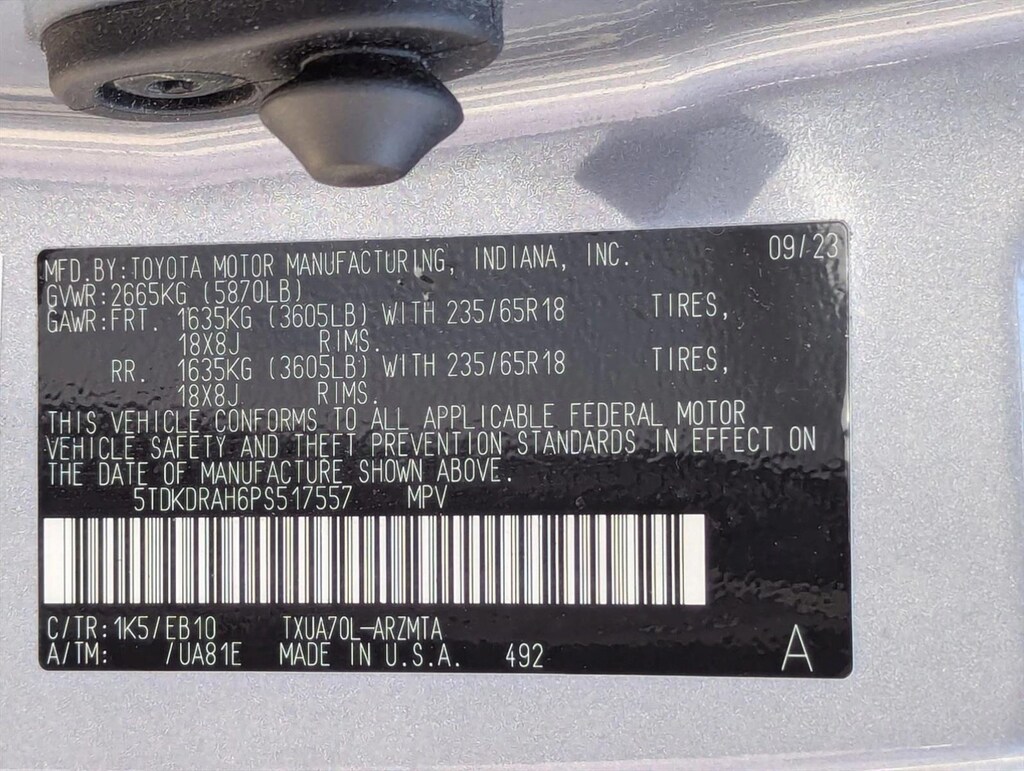 MFD.BY:TOYOTA MOTOR MANUFACTURING, INDIANA, INC. 09/23
GVWR:2665KG (5870LB)
GAWR:FRT. 1635KG (3605LB) WITH 235/65R18 TIRES,
18X8J RIMS.
RR. 1635KG (3605LB) WITH 235/65R18 TIRES,
18X8J RIMS.
THIS VEHICLE CONFORMS TO ALL APPLICABLE FEDERAL MOTOR
VEHICLE SAFETY AND THEFT PREVENTION STANDARDS IN EFFECT ON
THE DATE OF MANUFACTURE SHOWN ABOVE.
5TDKDRAH6PS517557 MPV
C/TR:1K5/EB10 TXUA70L-ARZMTA
A/TM: /UA81E MADE IN U.S.A. 492 A